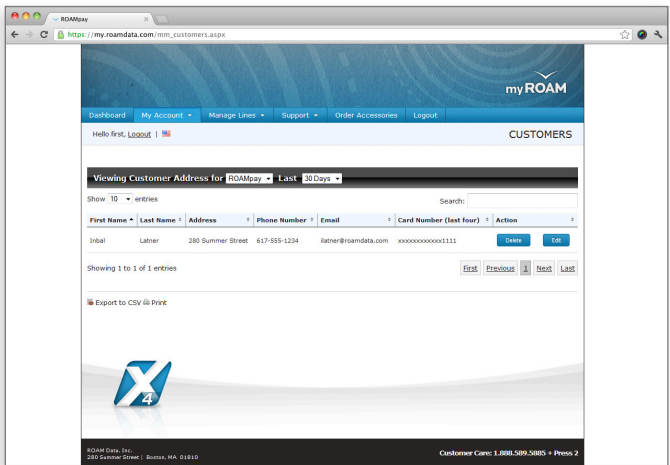 ROAMpay
https://my.roamdata.com/mm_customers.aspx
myROAM
Dashboard My Account Manage Lines Support Order Accessories Logout
Hello first, Logout |
CUSTOMERS
Viewing Customer Address for ROAMpay Last 30 Days
Show 10 entries
Search:
First Name Last Name Address Phone Number Email Card Number (last four) Action
Inbal Latner 280 Summer Street 617-555-1234 ilatner@roamdata.com xxxxxxxxxxxx1111 Delete Edit
Showing 1 to 1 of 1 entries
First Previous 1 Next Last
Export to CSV Print
X4
ROAM Data, Inc.
280 Summer Street | Boston, MA 01810
Customer Care: 1.888.589.5885 + Press 2